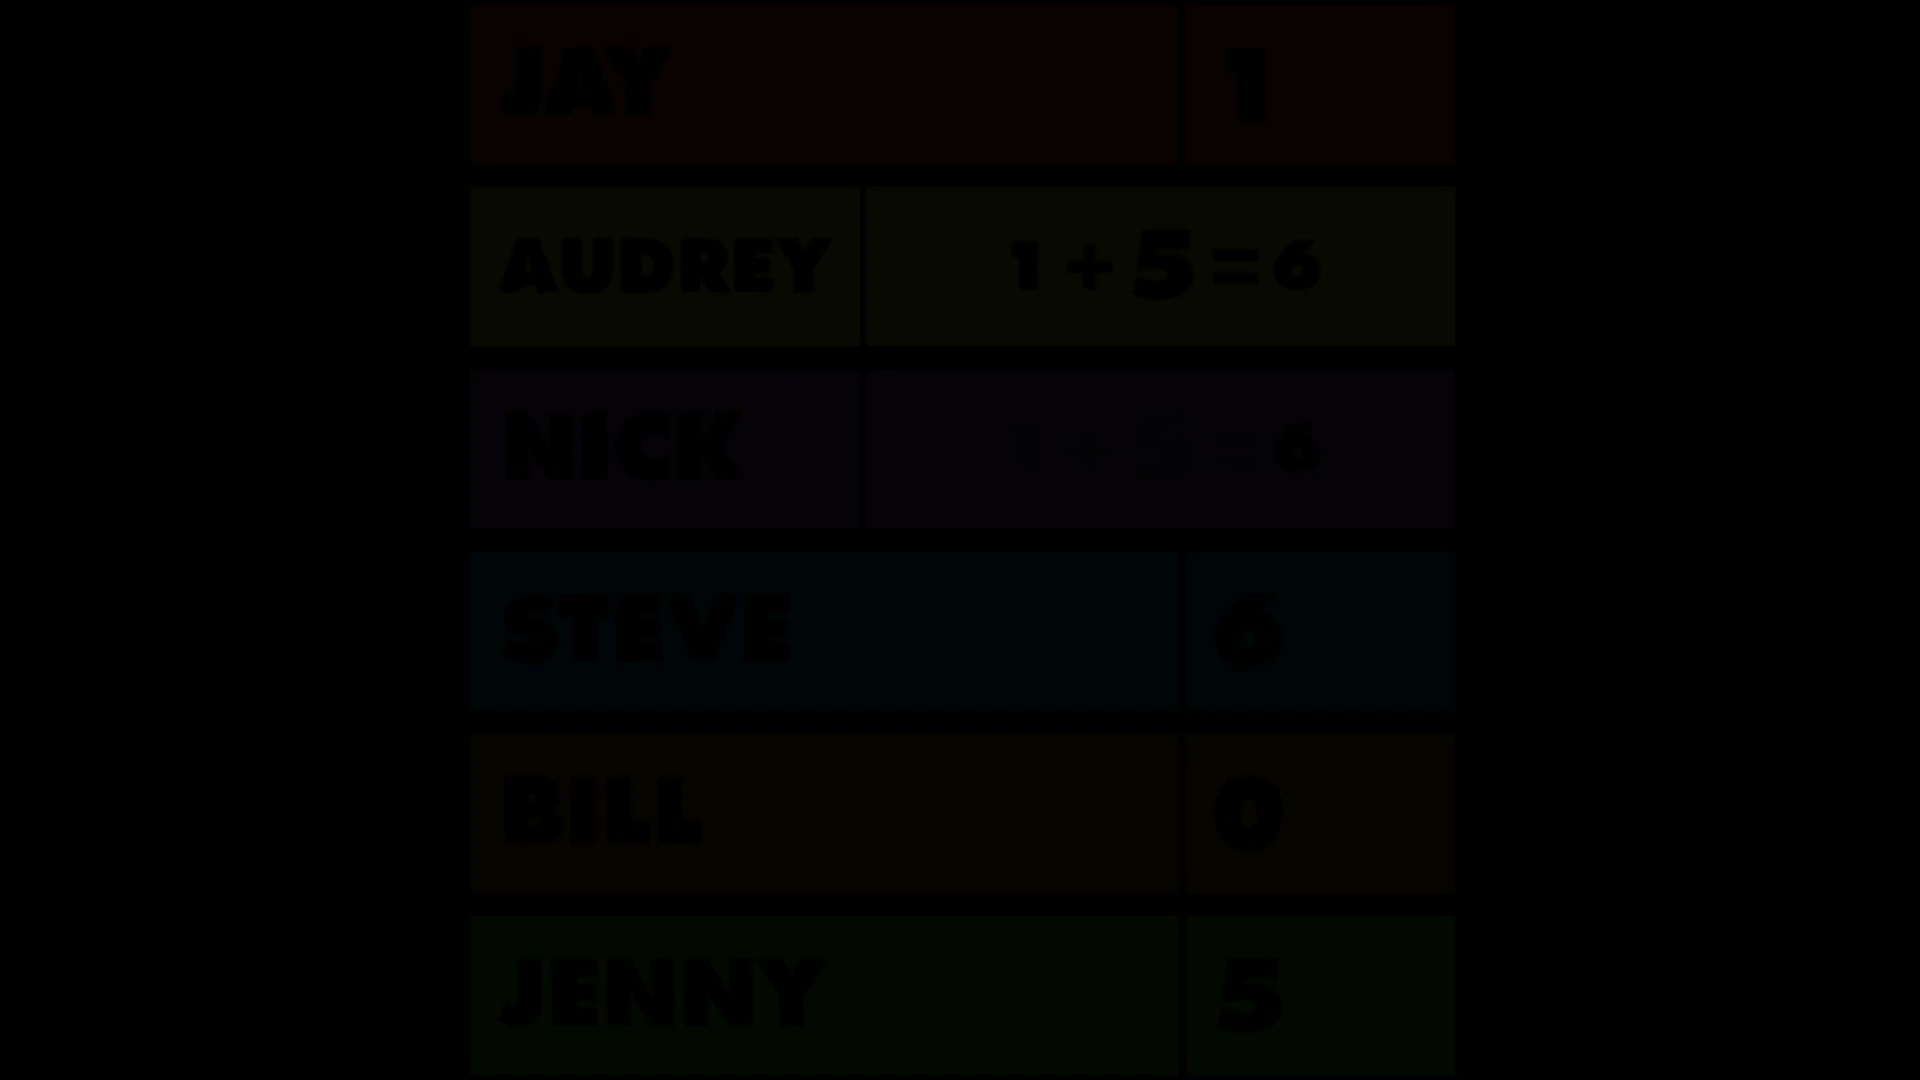 JAY 1
AUDREY 1+5=6
NICK 1+5=6
STEVE 6
BILL 0
JENNY 5